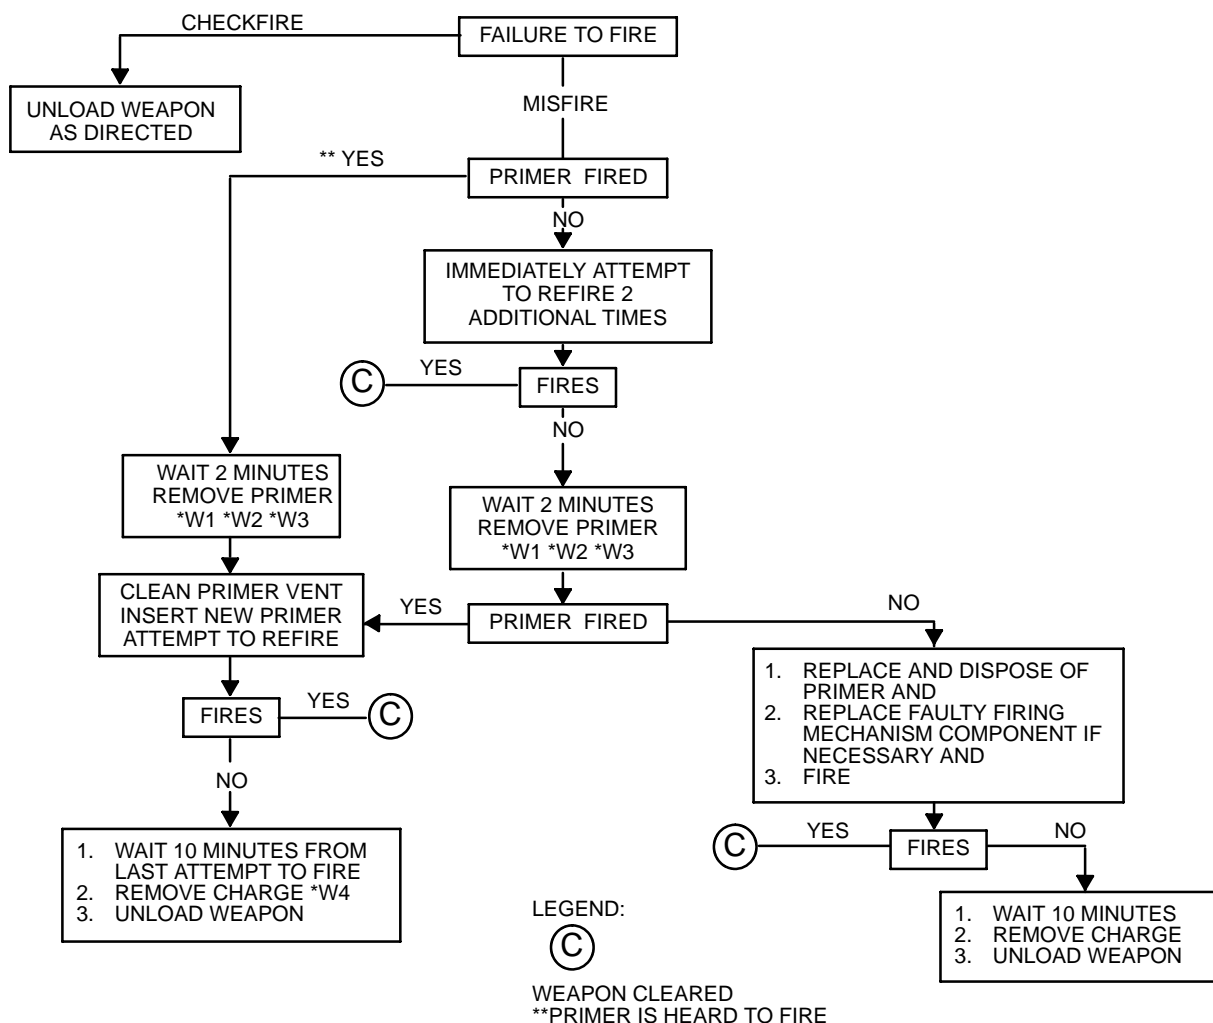 CHECKFIRE
FAILURE TO FIRE
UNLOAD WEAPON
AS DIRECTED
MISFIRE
** YES
PRIMER FIRED
NO
IMMEDIATELY ATTEMPT
TO REFIRE 2
ADDITIONAL TIMES
C
YES
FIRES
NO
WAIT 2 MINUTES
REMOVE PRIMER
*W1 *W2 *W3
WAIT 2 MINUTES
REMOVE PRIMER
*W1 *W2 *W3
CLEAN PRIMER VENT
INSERT NEW PRIMER
ATTEMPT TO REFIRE
YES
PRIMER FIRED
NO
1. REPLACE AND DISPOSE OF
PRIMER AND
2. REPLACE FAULTY FIRING
MECHANISM COMPONENT IF
NECESSARY AND
3. FIRE
FIRES
YES
C
NO
1. WAIT 10 MINUTES FROM
LAST ATTEMPT TO FIRE
2. REMOVE CHARGE *W4
3. UNLOAD WEAPON
C
YES
FIRES
NO
1. WAIT 10 MINUTES
2. REMOVE CHARGE
3. UNLOAD WEAPON
LEGEND:
C
WEAPON CLEARED
**PRIMER IS HEARD TO FIRE